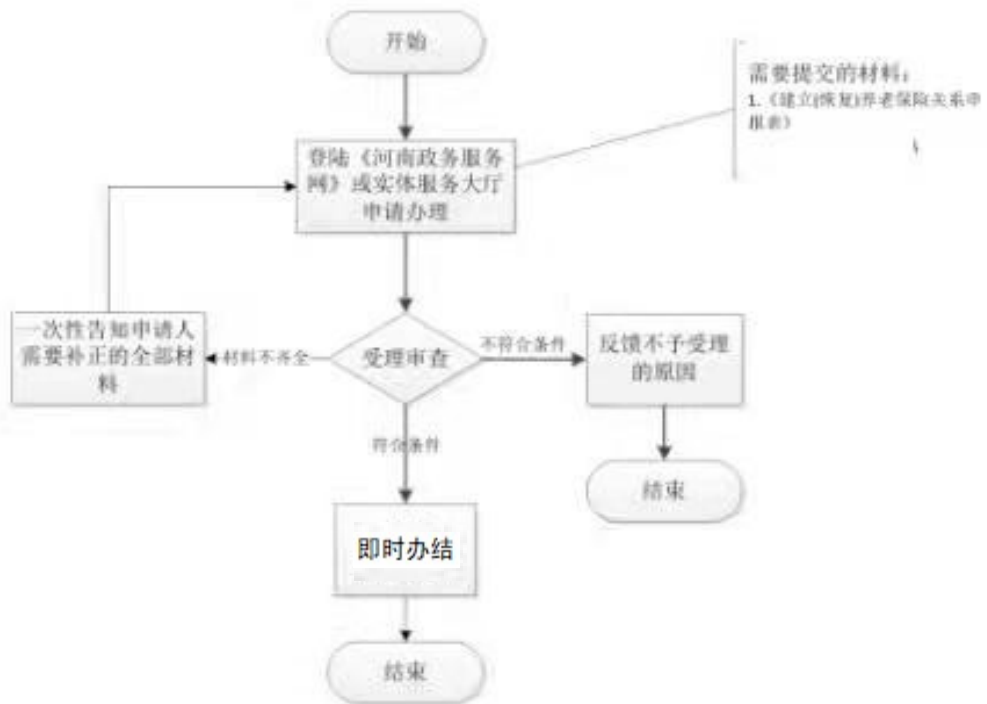 开始
需要提交的材料：
1.《建立(恢复)养老保险关系申
报表》
登陆《河南政务服务
网》或实体服务大厅
申请办理
一次性告知申请人
需要补正的全部材
料
材料不齐全
受理审查
不符合条件
反馈不予受理
的原因
符合条件
结束
即时办结
结束